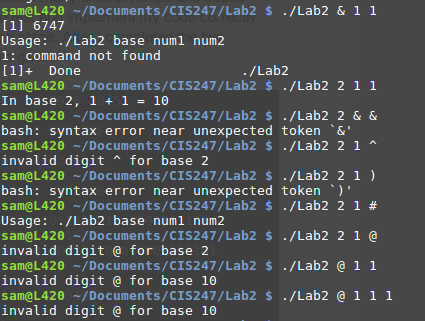 sam@L420 ~/Documents/CIS247/Lab2 $ ./Lab2 & 1 1
[1] 6747
Usage: ./Lab2 base num1 num2
1: command not found
[1]+  Done                    ./Lab2
sam@L420 ~/Documents/CIS247/Lab2 $ ./Lab2 2 1 1
In base 2, 1 + 1 = 10
sam@L420 ~/Documents/CIS247/Lab2 $ ./Lab2 2 & &
bash: syntax error near unexpected token `&'
sam@L420 ~/Documents/CIS247/Lab2 $ ./Lab2 2 1 ^
invalid digit ^ for base 2
sam@L420 ~/Documents/CIS247/Lab2 $ ./Lab2 2 1 )
bash: syntax error near unexpected token `)'
sam@L420 ~/Documents/CIS247/Lab2 $ ./Lab2 2 1 #
Usage: ./Lab2 base num1 num2
sam@L420 ~/Documents/CIS247/Lab2 $ ./Lab2 2 1 @
invalid digit @ for base 2
sam@L420 ~/Documents/CIS247/Lab2 $ ./Lab2 @ 1 1
invalid digit @ for base 10
sam@L420 ~/Documents/CIS247/Lab2 $ ./Lab2 @ 1 1 1
invalid digit @ for base 10